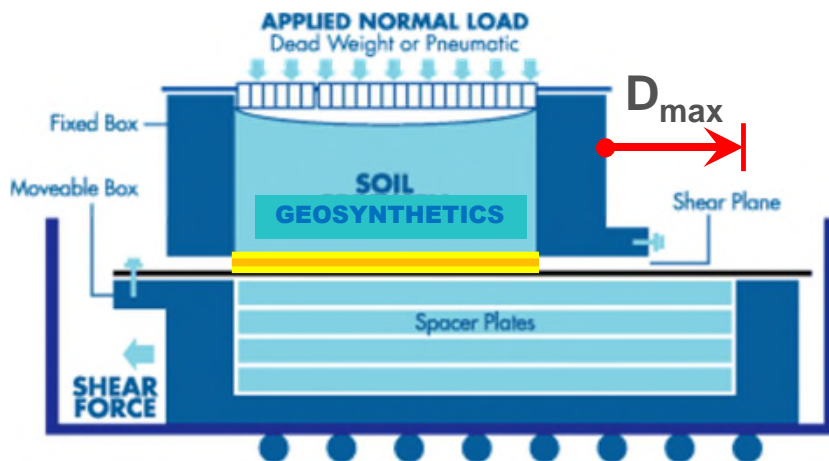 APPLIED NORMAL LOAD
Dead Weight or Pneumatic
Dmax
Fixed Box
Moveable Box
SOIL
GEOSYNTHETICS
Shear Plane
Spacer Plates
SHEAR
FORCE